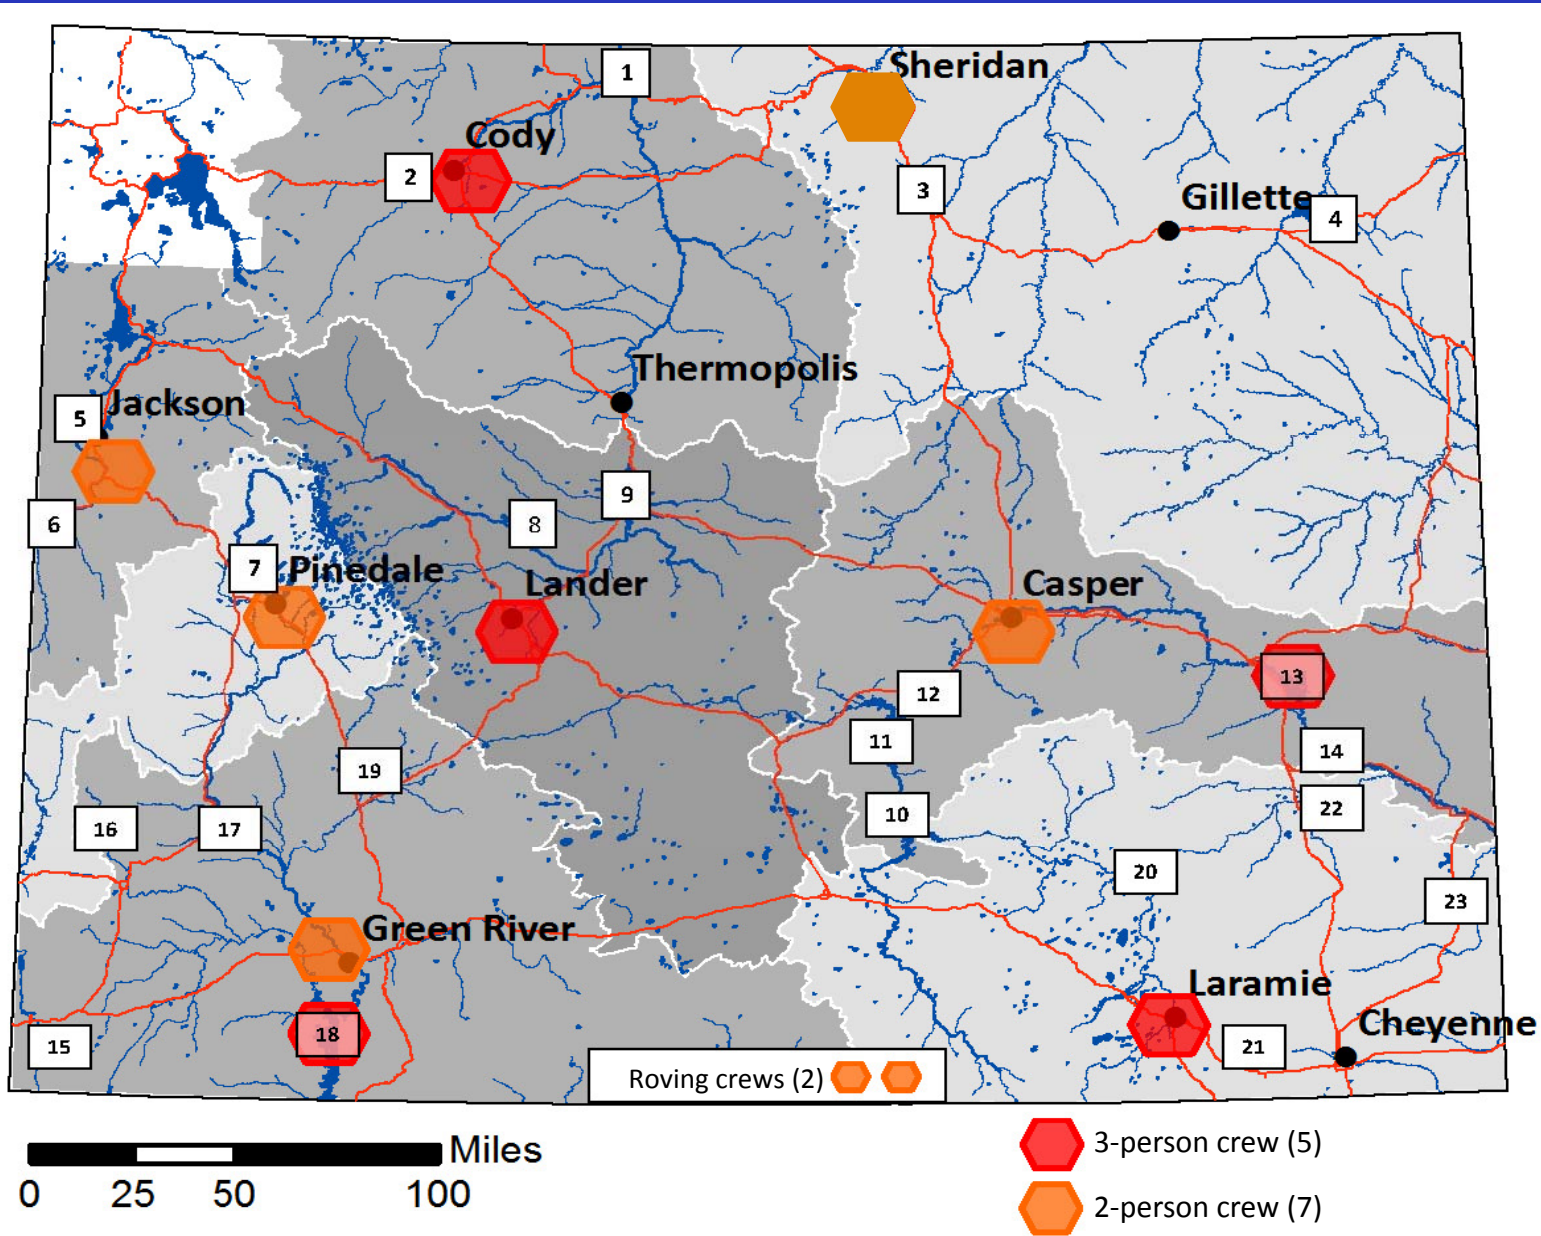 1
Sheridan
Cody
2
3
Gillette
4
Thermopolis
5
Jackson
9
6
8
7
Pinedale
Lander
Casper
13
12
11
14
19
10
22
16
17
20
23
Green River
Laramie
18
Cheyenne
15
21
Roving crews (2)
3-person crew (5)
Miles
0 25 50 100
2-person crew (7)